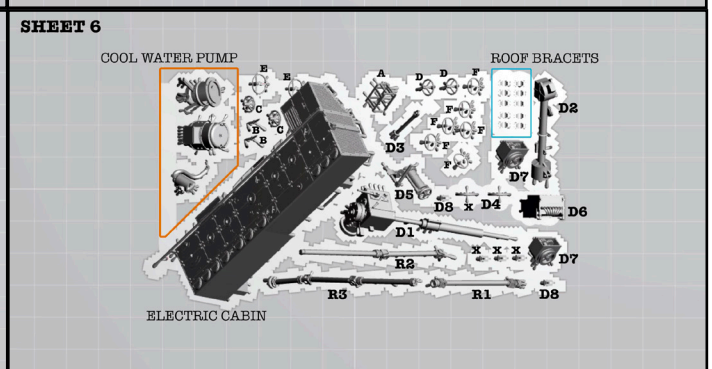 SHEET 6
COOL WATER PUMP
ROOF BRACETS
E
E
A
D
D
F
C
C
B
B
F
F
F
F
F
D3
D2
D7
D5
D8
X
D4
D6
D1
R2
X X X
D7
R3
R1
D8
ELECTRIC CABIN